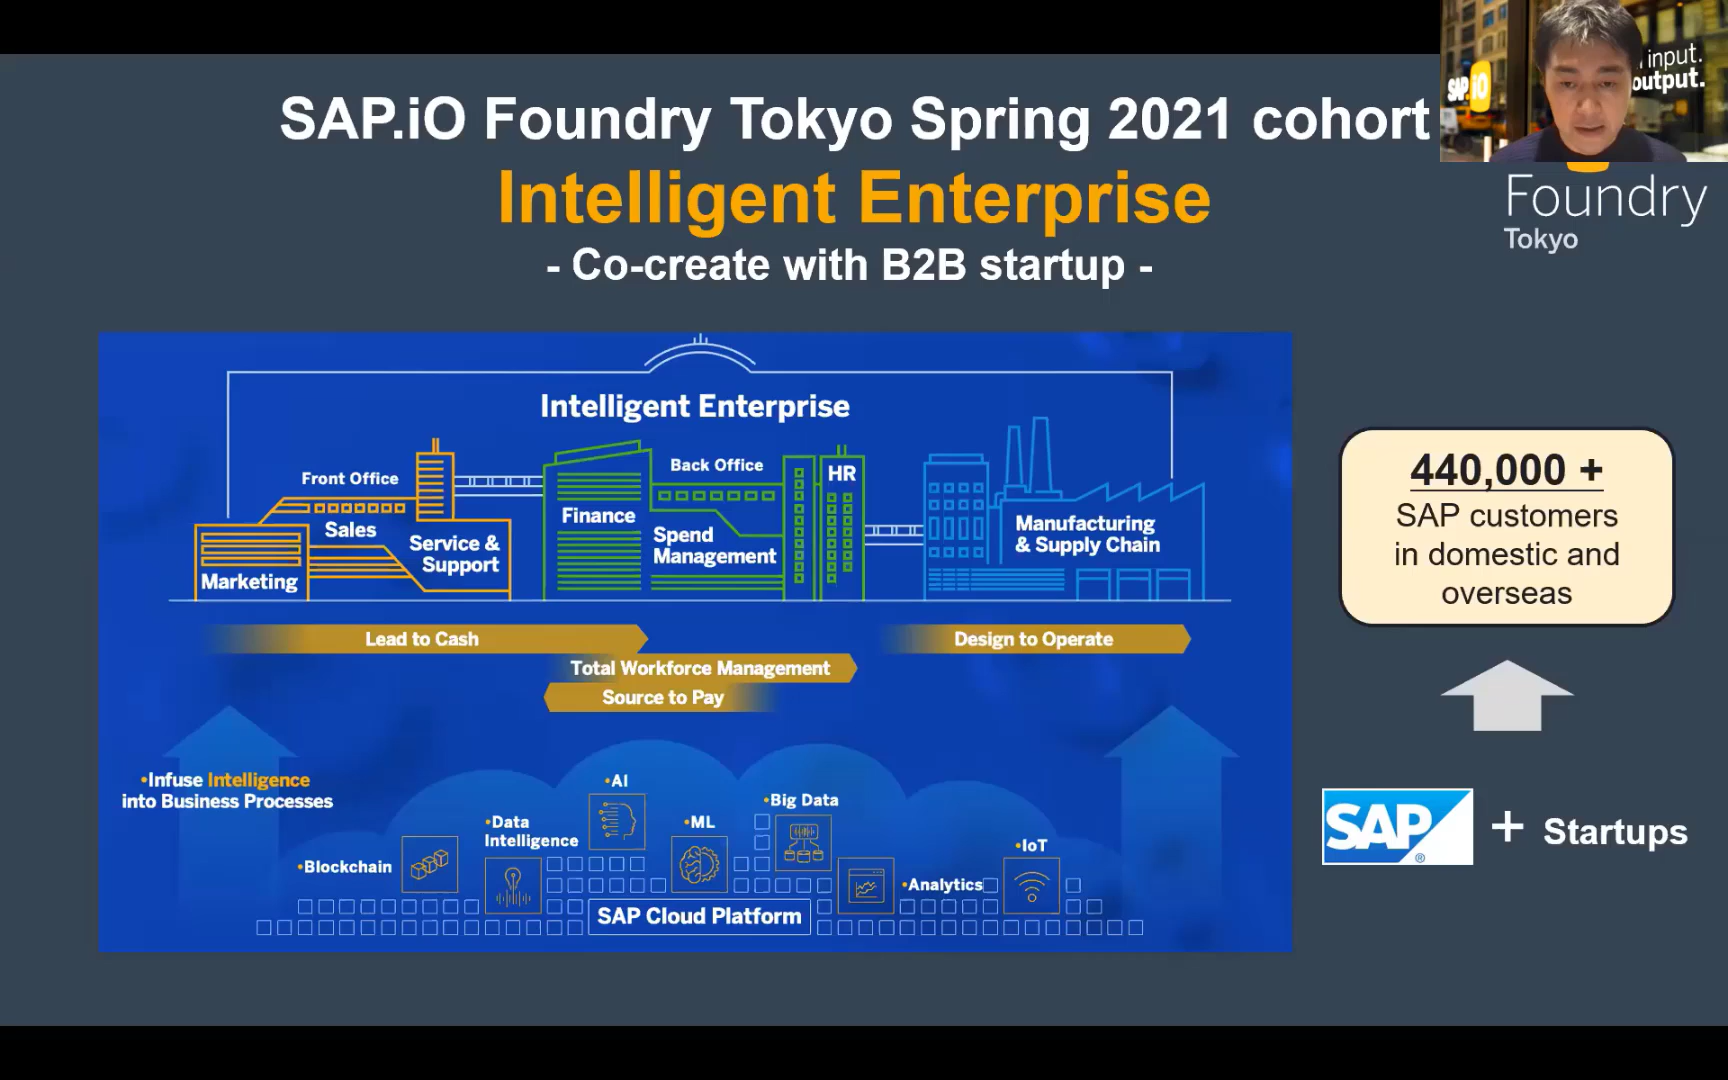 SAP.iO Foundry Tokyo Spring 2021 cohort
Intelligent Enterprise
- Co-create with B2B startup -
SAP iO
input.
output.
Foundry
Tokyo
Intelligent Enterprise
Front Office
Back Office
HR
Sales
Finance
Service &
Support
Spend
Management
Manufacturing
& Supply Chain
Marketing
Lead to Cash
Design to Operate
Total Workforce Management
Source to Pay
•Infuse Intelligence
into Business Processes
•Blockchain
•Data
Intelligence
•AI
•ML
•Big Data
•Analytics
•IoT
SAP Cloud Platform
440,000 +
SAP customers
in domestic and
overseas
SAP®
+ Startups